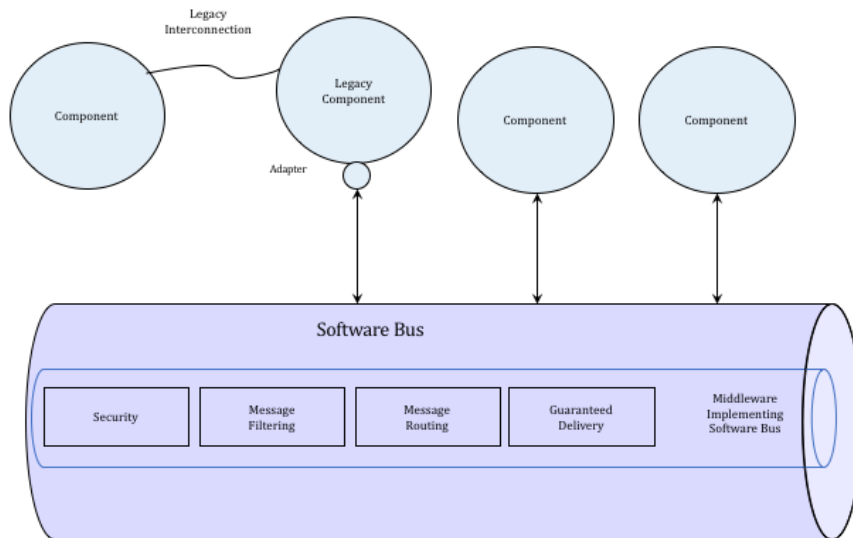 Legacy
Interconnection
Component
Legacy
Component
Component
Component
Adapter
Software Bus
Security
Message
Filtering
Message
Routing
Guaranteed
Delivery
Middleware
Implementing
Software Bus